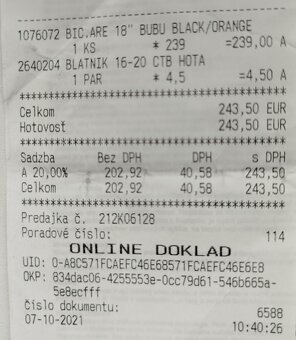 1076072 BIC.ARE 18" BUBU BLACK/ORANGE
1 KS * 239 =239,00 A
2640204 BLATNIK 16-20 CTB HOTA
1 PAR * 4,5 =4,50 A
Celkom 243,50 EUR
Hotovosť 243,50 EUR
Sadzba Bez DPH DPH s DPH
A 20,00% 202,92 40,58 243,50
Celkom 202,92 40,58 243,50
Predajka č. 212K06128
Poradové číslo: 114
ONLINE DOKLAD
UID: O-A8C571FCAEFC46E68571FCAEFC46E6E8
OKP: 834dac06-4255553e-0cc79d61-546b665a-
5e8ecfff
číslo dokumentu: 6588
07-10-2021 10:40:26